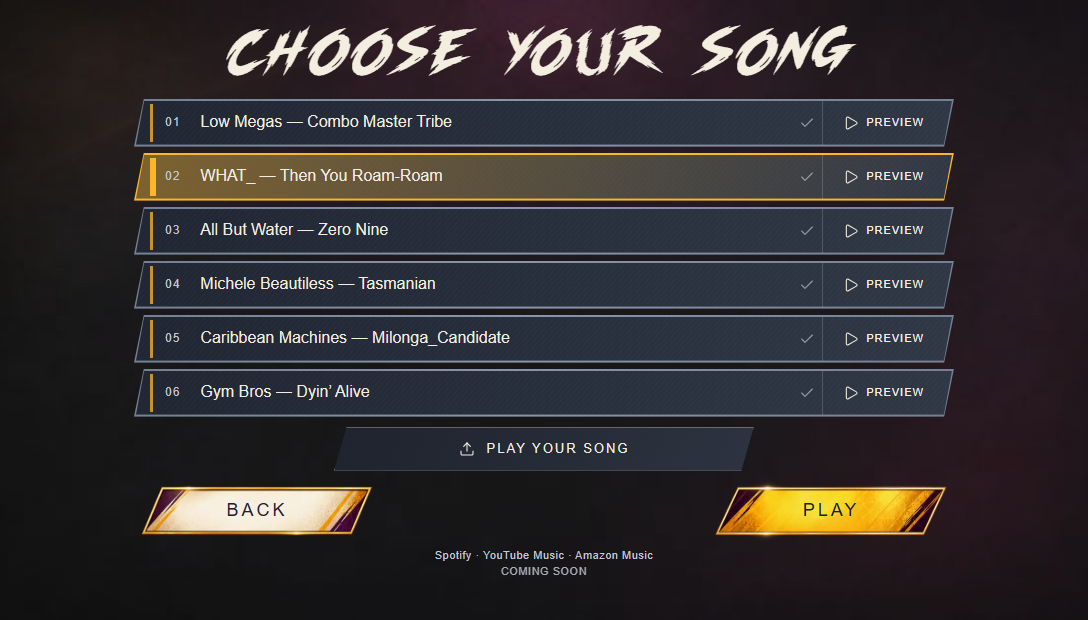 CHOOSE YOUR SONG
01 Low Megas — Combo Master Tribe PREVIEW
02 WHAT_ — Then You Roam-Roam PREVIEW
03 All But Water — Zero Nine PREVIEW
04 Michele Beautiless — Tasmanian PREVIEW
05 Caribbean Machines — Milonga_Candidate PREVIEW
06 Gym Bros — Dyin’ Alive PREVIEW
PLAY YOUR SONG
BACK PLAY
Spotify · YouTube Music · Amazon Music
COMING SOON